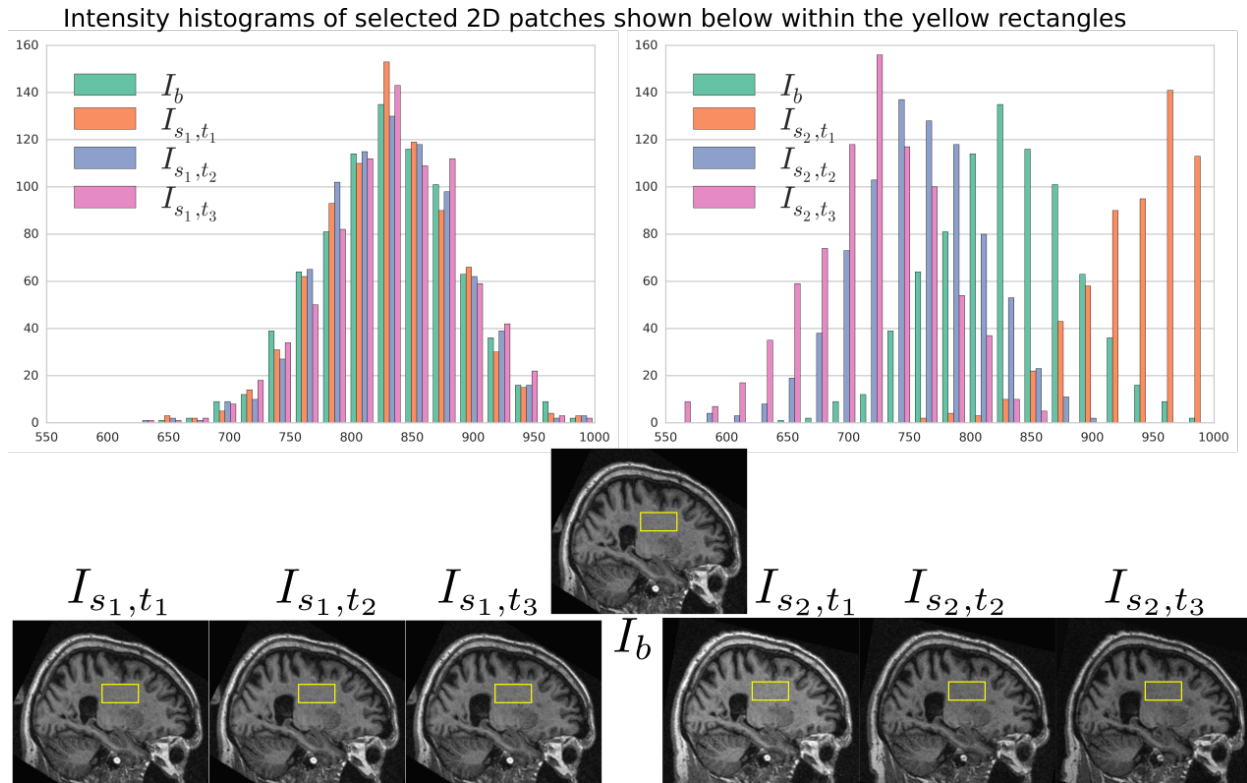 Intensity histograms of selected 2D patches shown below within the yellow rectangles
160
140
120
100
80
60
40
20
0
550 600 650 700 750 800 850 900 950 1000
I_b
I_{s_1,t_1}
I_{s_1,t_2}
I_{s_1,t_3}
160
140
120
100
80
60
40
20
0
550 600 650 700 750 800 850 900 950 1000
I_b
I_{s_2,t_1}
I_{s_2,t_2}
I_{s_2,t_3}
I_{s_1,t_1} I_{s_1,t_2} I_{s_1,t_3} I_{s_2,t_1} I_{s_2,t_2} I_{s_2,t_3}
I_b